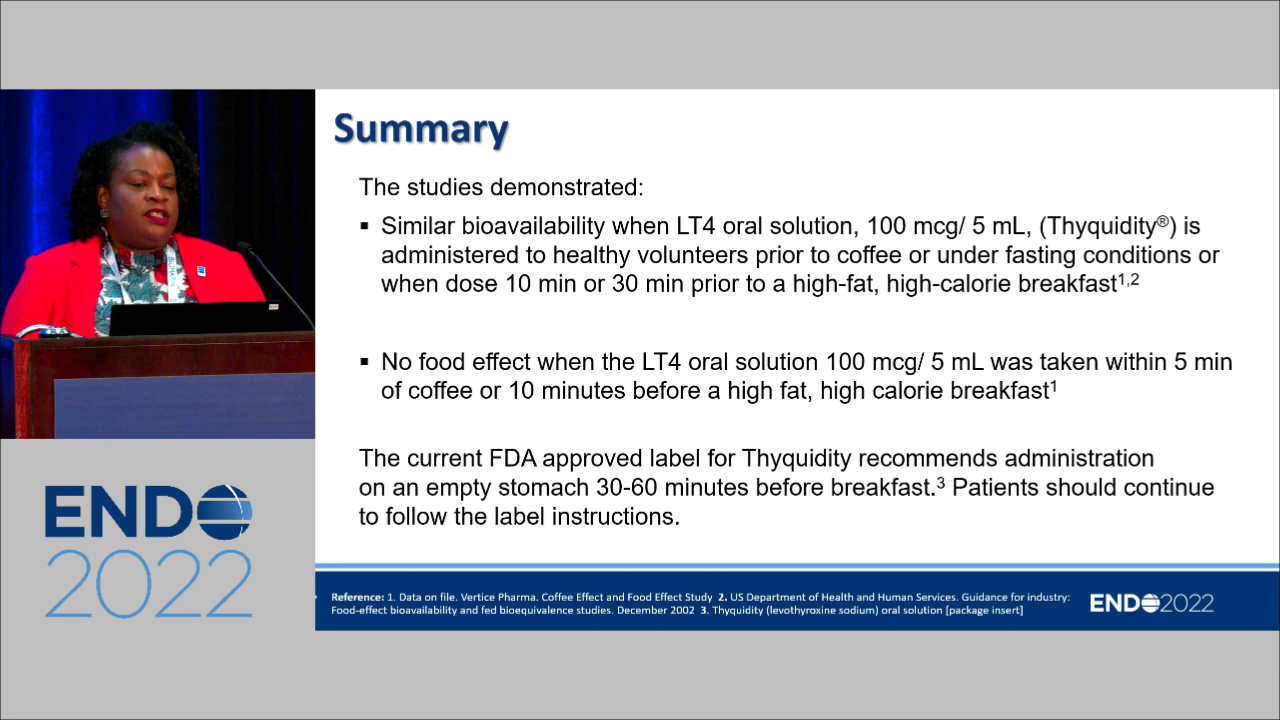 Summary
The studies demonstrated:
▪ Similar bioavailability when LT4 oral solution, 100 mcg/ 5 mL, (Thyquidity®) is
administered to healthy volunteers prior to coffee or under fasting conditions or
when dose 10 min or 30 min prior to a high-fat, high-calorie breakfast1,2
▪ No food effect when the LT4 oral solution 100 mcg/ 5 mL was taken within 5 min
of coffee or 10 minutes before a high fat, high calorie breakfast1
The current FDA approved label for Thyquidity recommends administration
on an empty stomach 30-60 minutes before breakfast.3 Patients should continue
to follow the label instructions.
END
2022
Reference: 1. Data on file. Vertice Pharma. Coffee Effect and Food Effect Study 2. US Department of Health and Human Services. Guidance for industry:
Food-effect bioavailability and fed bioequivalence studies. December 2002 3. Thyquidity (levothyroxine sodium) oral solution [package insert]
ENDO2022